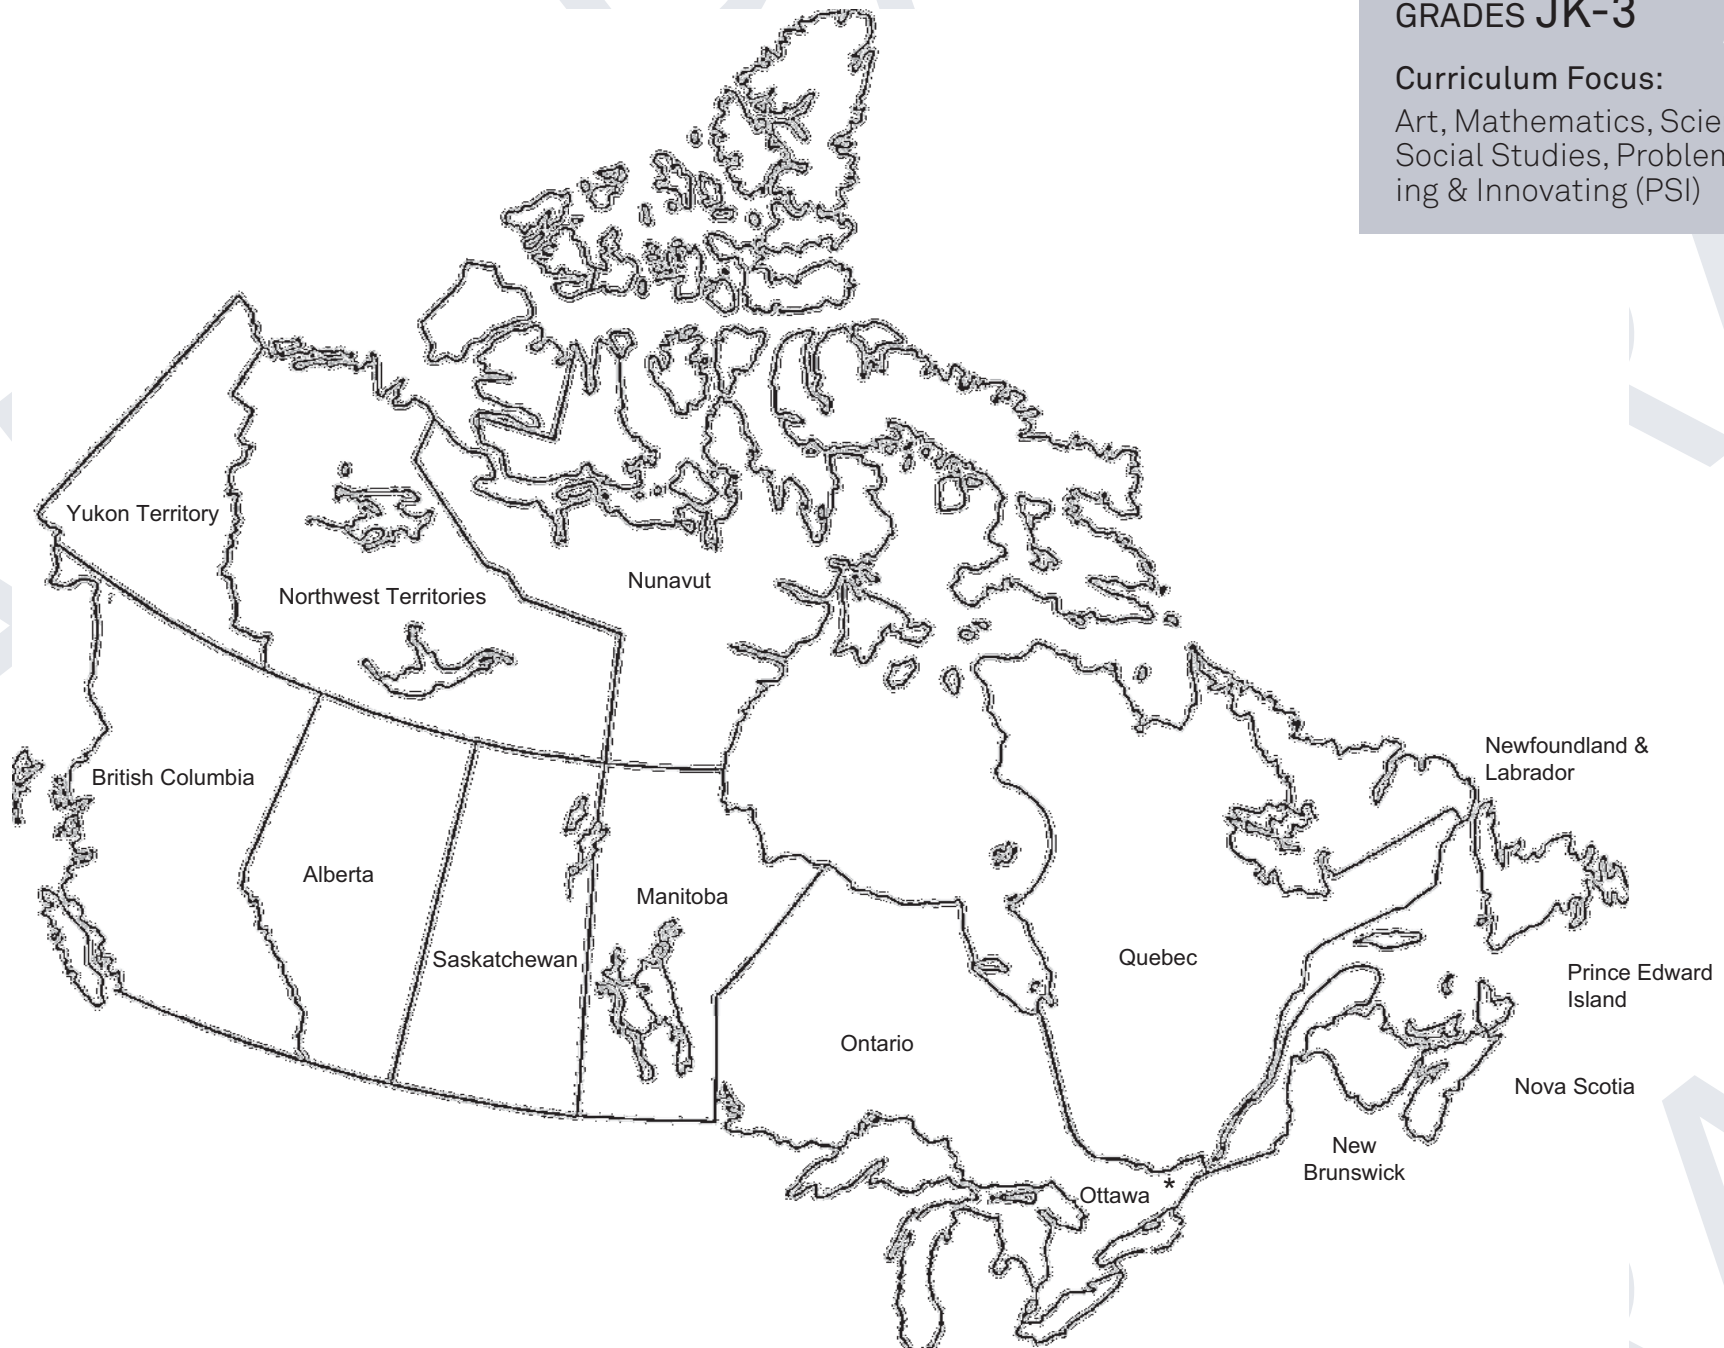 GRADES JK-3
Curriculum Focus:
Art, Mathematics, Scie
Social Studies, Problem
ing & Innovating (PSI)
Yukon Territory
Northwest Territories
Nunavut
British Columbia
Alberta
Saskatchewan
Manitoba
Ontario
Quebec
Newfoundland &
Labrador
Prince Edward
Island
Nova Scotia
New
Brunswick
Ottawa *